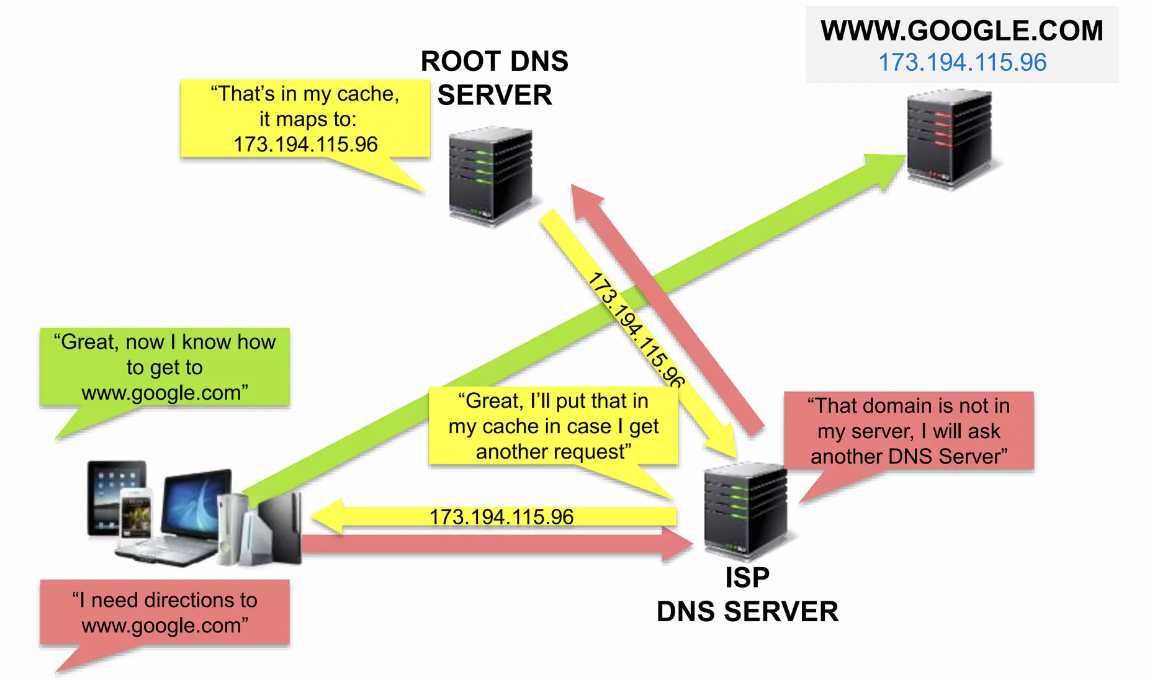 WWW.GOOGLE.COM
173.194.115.96
ROOT DNS
SERVER
“That’s in my cache,
it maps to:
173.194.115.96
173.194.115.96
“Great, now I know how
to get to
www.google.com”
“Great, I’ll put that in
my cache in case I get
another request”
“That domain is not in
my server, I will ask
another DNS Server”
173.194.115.96
ISP
DNS SERVER
“I need directions to
www.google.com”